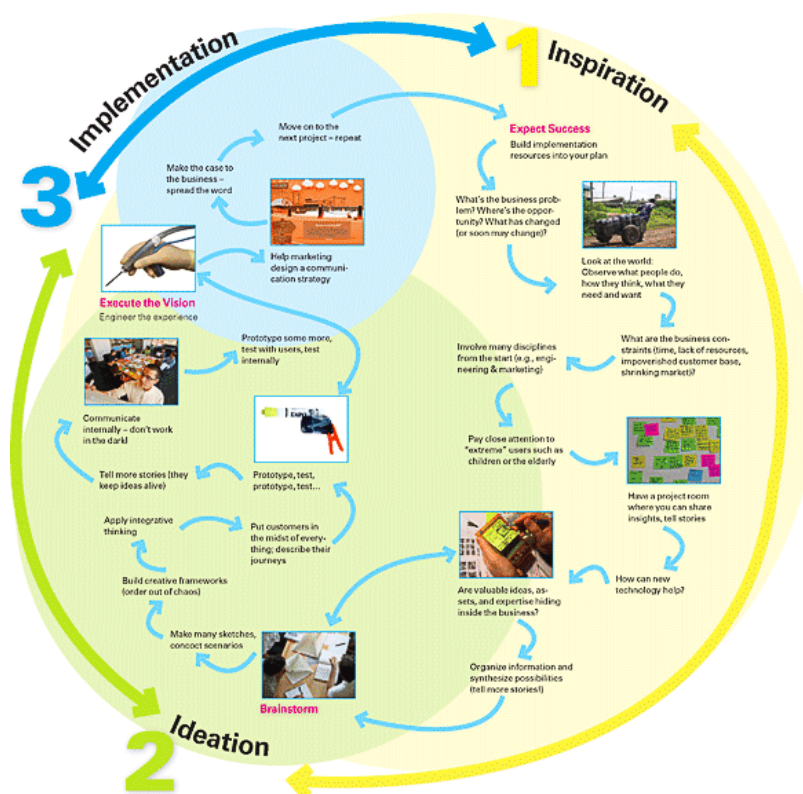 1 Inspiration
Expect Success
Build implementation
resources into your plan
What's the business prob-
lem? Where's the oppor-
tunity? What has changed
(or soon may change)?
Look at the world:
Observe what people do,
how they think, what they
need and want
What are the business con-
straints (time, lack of resources,
impoverished customer base,
shrinking market)?
Involve many disciplines
from the start (e.g., engi-
neering & marketing)
Pay close attention to
"extreme" users such as
children or the elderly
Have a project room
where you can share
insights, tell stories
How can new
technology help?
Are valuable ideas, as-
sets, and expertise hiding
inside the business?
Organize information and
synthesize possibilities
(tell more stories!)
2 Ideation
Brainstorm
Make many sketches,
concoct scenarios
Build creative frameworks
(order out of chaos)
Apply integrative
thinking
Put customers in
the midst of every-
thing; describe their
journeys
Prototype, test,
prototype, test...
Tell more stories (they
keep ideas alive)
Communicate
internally – don't work
in the dark!
Prototype some more,
test with users, test
internally
3 Implementation
Execute the Vision
Engineer the experience
Help marketing
design a communi-
cation strategy
Make the case to
the business –
spread the word
Move on to the
next project – repeat